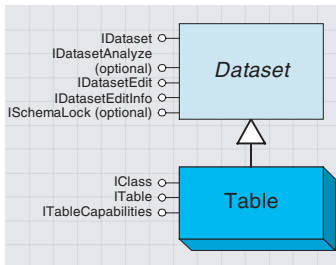 IDataset
IDatasetAnalyze
(optional)
IDatasetEdit
IDatasetEditInfo
ISchemaLock (optional)
Dataset
IClass
ITable
ITableCapabilities
Table